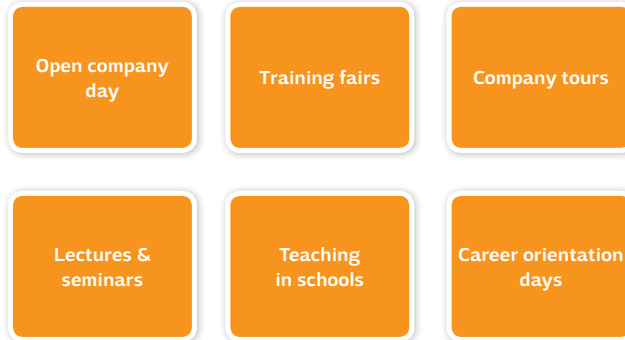 Open company
day
Training fairs
Company tours
Lectures &
seminars
Teaching
in schools
Career orientation
days